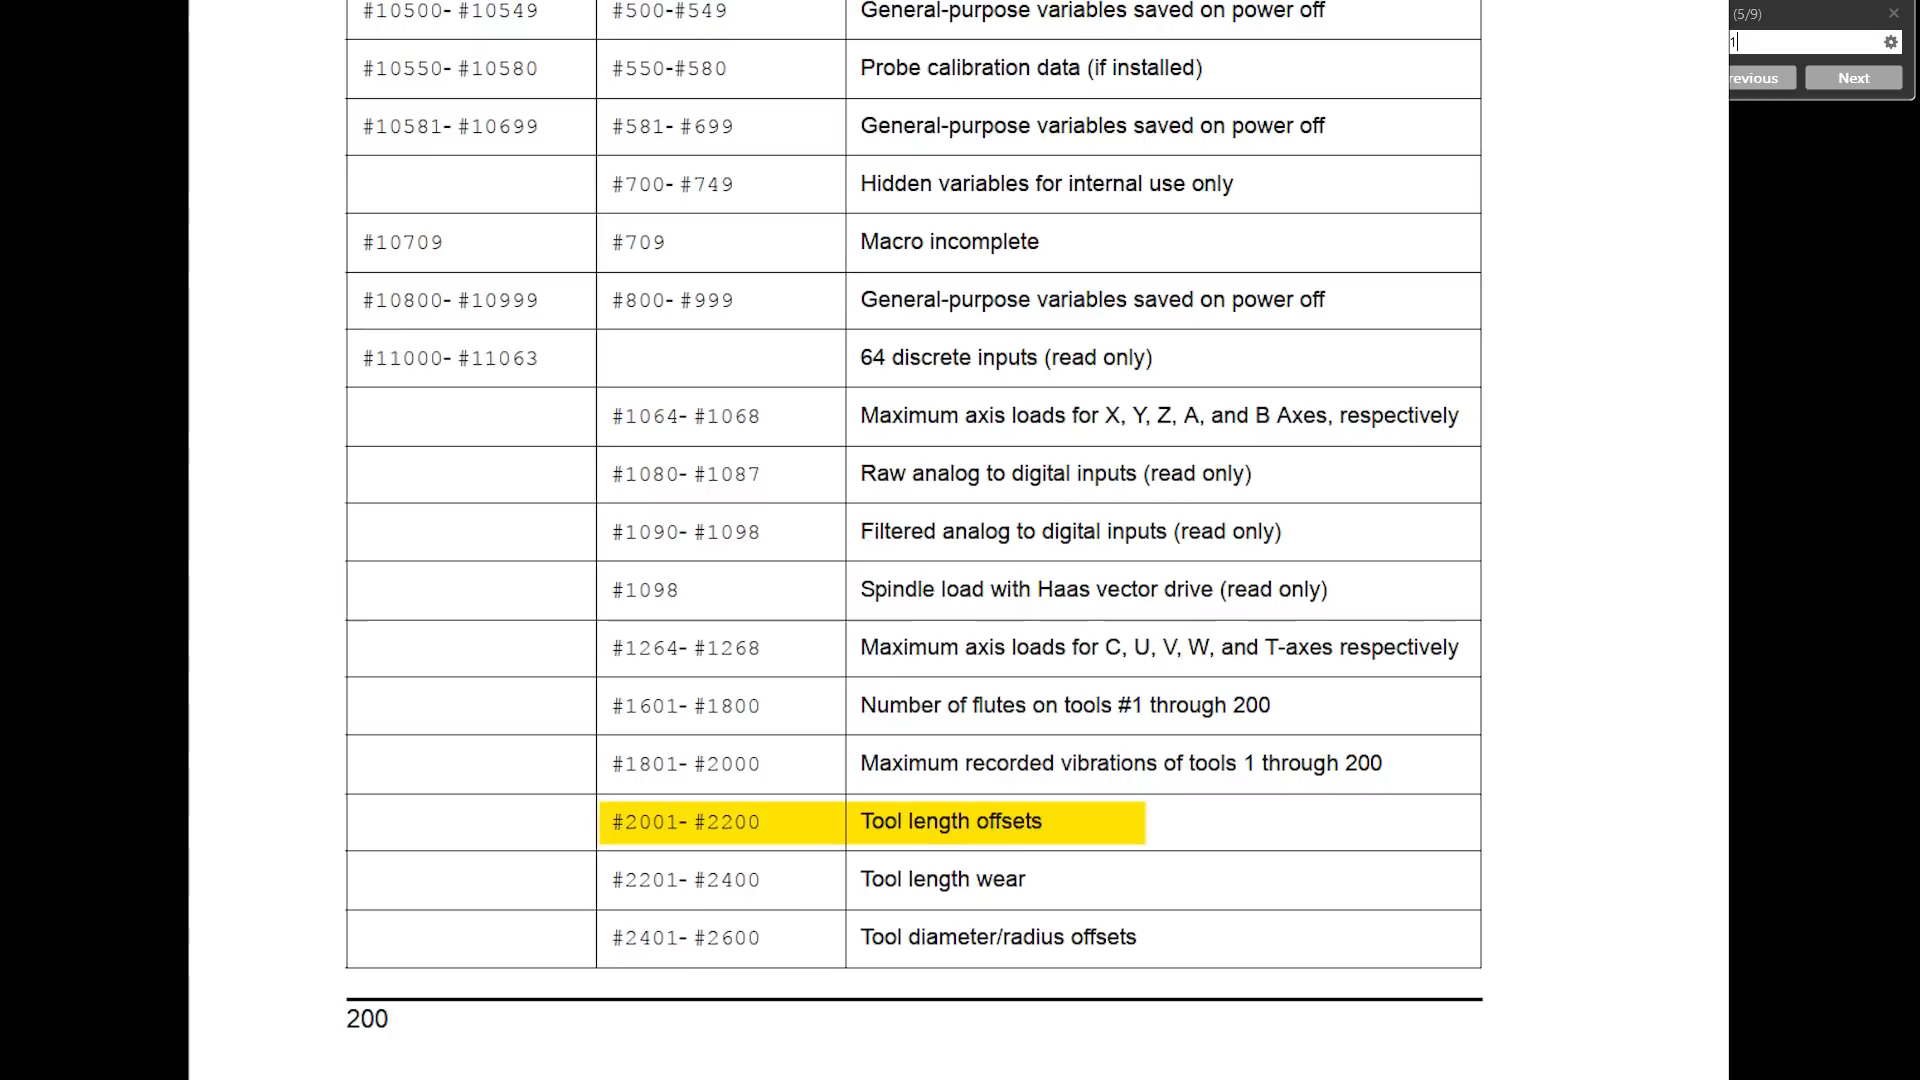 #10500- #10549 #500-#549 General-purpose variables saved on power off
#10550- #10580 #550-#580 Probe calibration data (if installed)
#10581- #10699 #581- #699 General-purpose variables saved on power off
#700- #749 Hidden variables for internal use only
#10709 #709 Macro incomplete
#10800- #10999 #800- #999 General-purpose variables saved on power off
#11000- #11063 64 discrete inputs (read only)
#1064- #1068 Maximum axis loads for X, Y, Z, A, and B Axes, respectively
#1080- #1087 Raw analog to digital inputs (read only)
#1090- #1098 Filtered analog to digital inputs (read only)
#1098 Spindle load with Haas vector drive (read only)
#1264- #1268 Maximum axis loads for C, U, V, W, and T-axes respectively
#1601- #1800 Number of flutes on tools #1 through 200
#1801- #2000 Maximum recorded vibrations of tools 1 through 200
#2001- #2200 Tool length offsets
#2201- #2400 Tool length wear
#2401- #2600 Tool diameter/radius offsets
200
(5/9)
1
revious Next